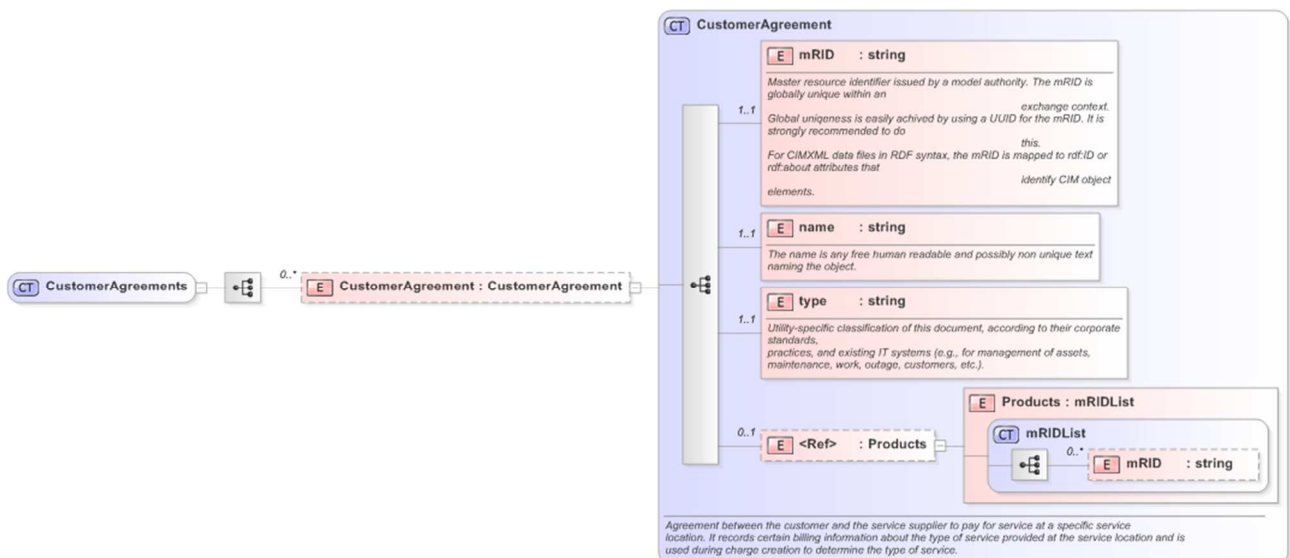 CT CustomerAgreement
E mRID : string
Master resource identifier issued by a model authority. The mRID is
globally unique within an
exchange context.
1..1
Global uniqeness is easily achived by using a UUID for the mRID. It is
strongly recommended to do
this.
For CIMXML data files in RDF syntax, the mRID is mapped to rdf:ID or
rdf:about attributes that
identify CIM object
elements.
1..1
E name : string
The name is any free human readable and possibly non unique text
naming the object.
CT CustomerAgreements
0..*
E CustomerAgreement : CustomerAgreement
1..1
E type : string
Utility-specific classification of this document, according to their corporate
standards,
practices, and existing IT systems (e.g., for management of assets,
maintenance, work, outage, customers, etc.).
0..1
E <Ref> : Products
E Products : mRIDList
CT mRIDList
0..*
E mRID : string
Agreement between the customer and the service supplier to pay for service at a specific service
location. It records certain billing information about the type of service provided at the service location and is
used during charge creation to determine the type of service.